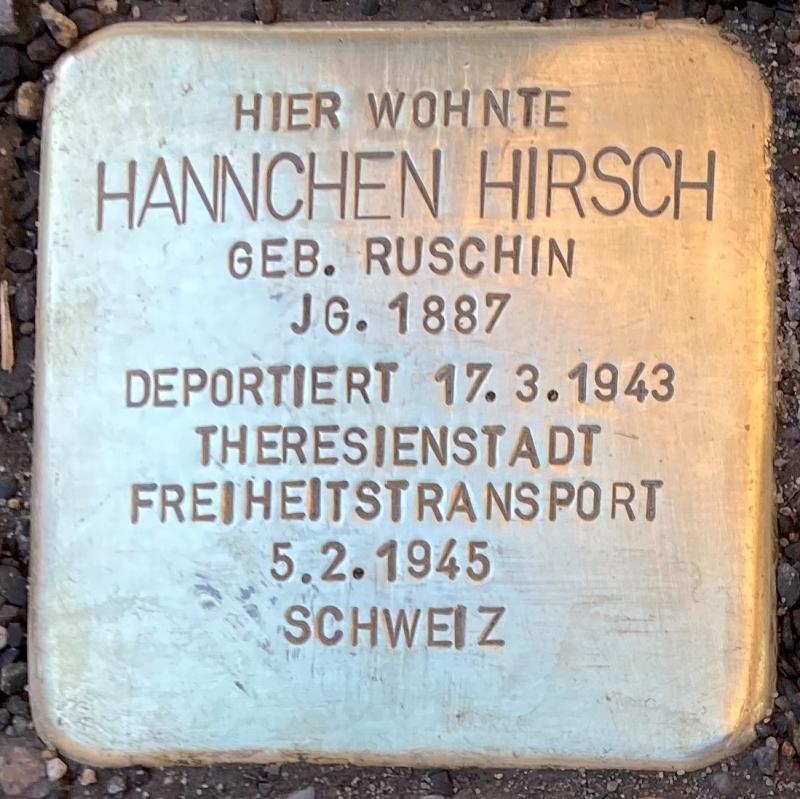 HIER WOHNTE
HANNCHEN HIRSCH
GEB. RUSCHIN
JG. 1887
DEPORTIERT 17.3.1943
THERESIENSTADT
FREIHEITSTRANSPORT
5.2.1945
SCHWEIZ